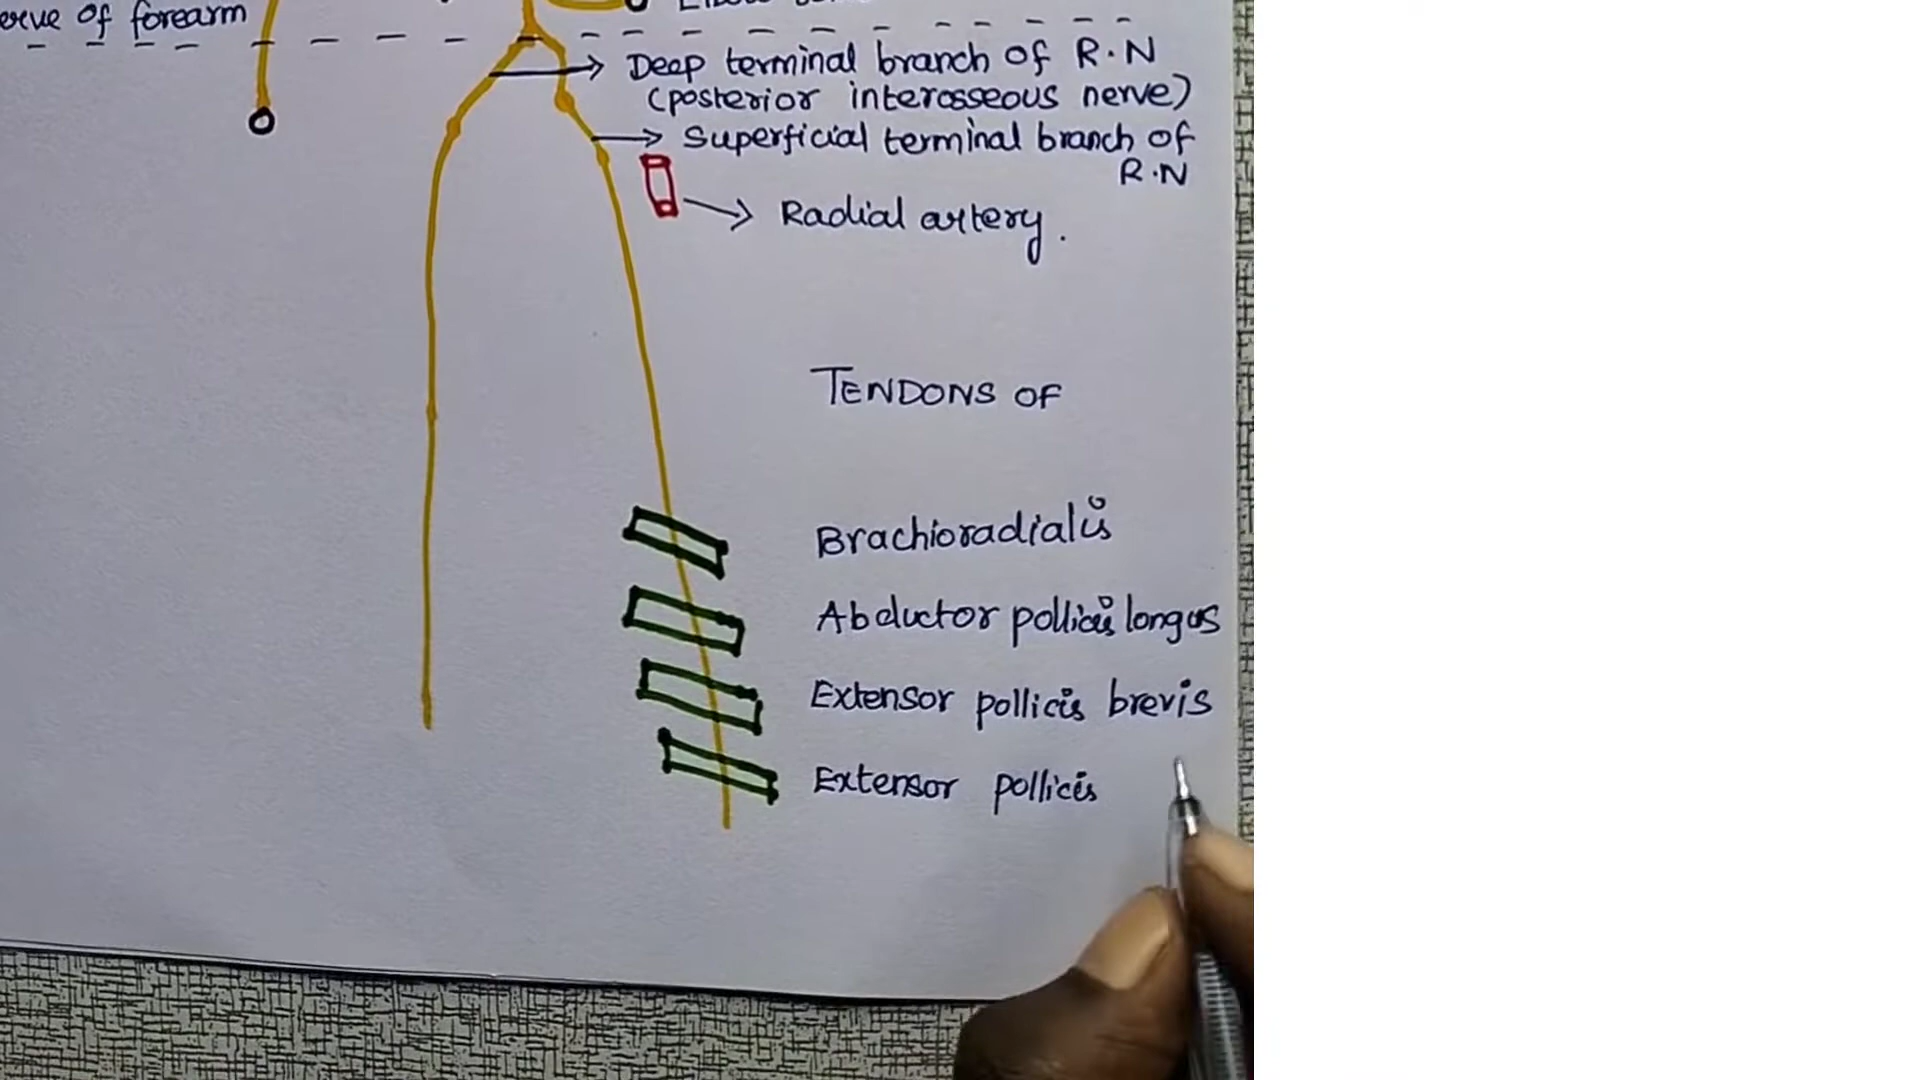 erve of forearm
Deep terminal branch of R.N
(posterior interosseous nerve)
Superficial terminal branch of
R.N
Radial artery.
TENDONS OF
Brachioradialis
Abductor pollicis longus
Extensor pollicis brevis
Extensor pollicis